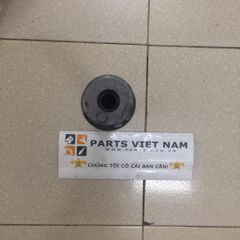 PARTS VIET NAM
WWW.PARTS.COM.VN
CHÚNG TÔI CÓ CÁI BẠN CẦN!